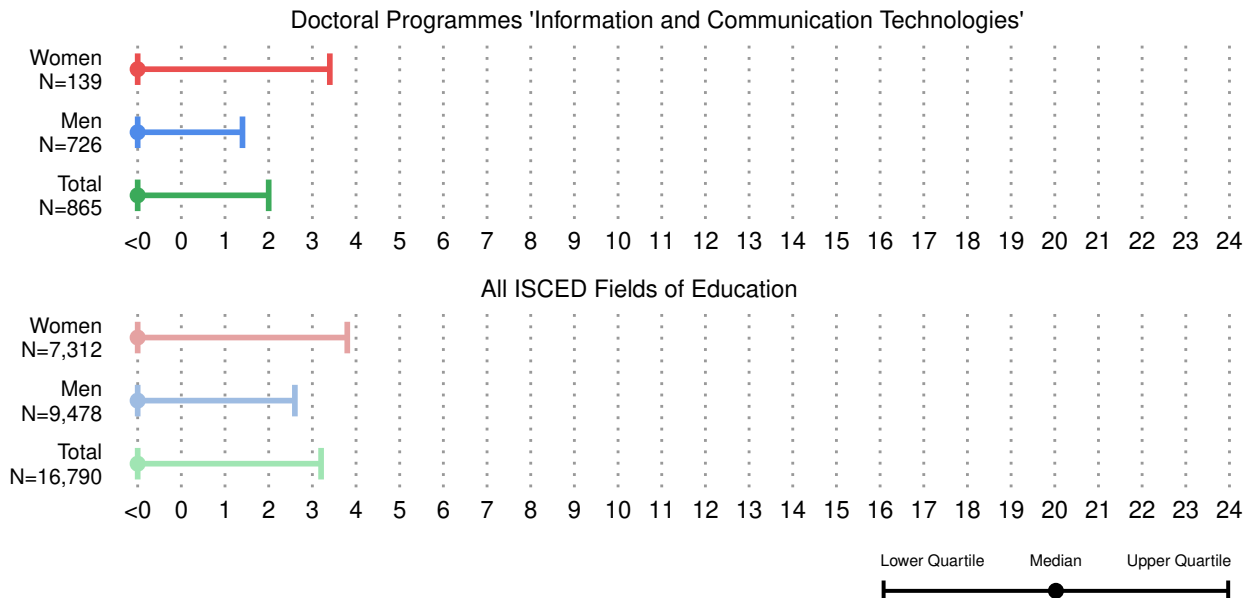 Doctoral Programmes 'Information and Communication Technologies'
Women
N=139
Men
N=726
Total
N=865
<0 0 1 2 3 4 5 6 7 8 9 10 11 12 13 14 15 16 17 18 19 20 21 22 23 24
All ISCED Fields of Education
Women
N=7,312
Men
N=9,478
Total
N=16,790
<0 0 1 2 3 4 5 6 7 8 9 10 11 12 13 14 15 16 17 18 19 20 21 22 23 24
Lower Quartile Median Upper Quartile